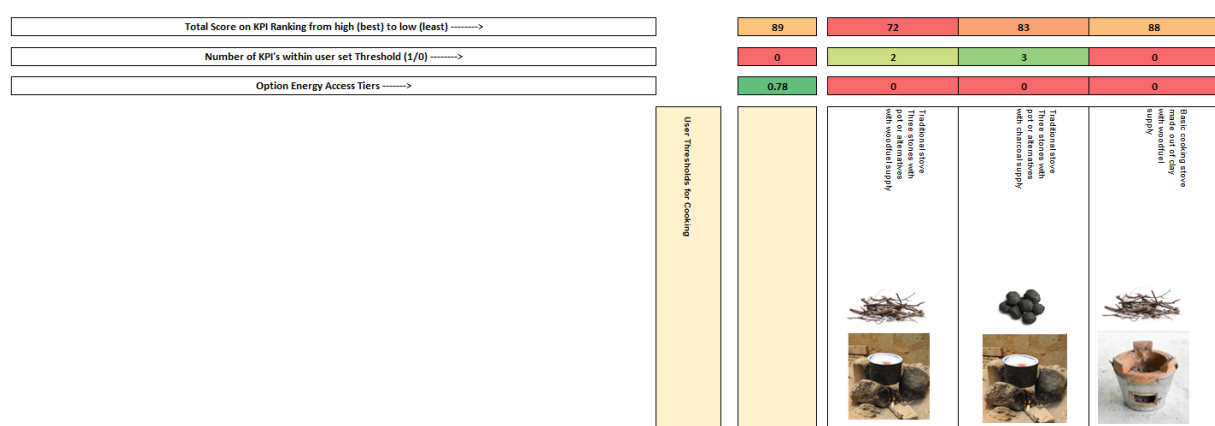 Total Score on KPI Ranking from high (best) to low (least) -------->
89
72
83
88
Number of KPI's within user set Threshold (1/0) -------->
0
2
3
0
Option Energy Access Tiers ------->
0.78
0
0
0
User Thresholds for Cooking
Traditional stove
Three stones with
pot or alternatives
with woodfuel supply
Traditional stove
Three stones with
pot or alternatives
with charcoal supply
Basic cooking stove
made out of clay
with woodfuel
supply